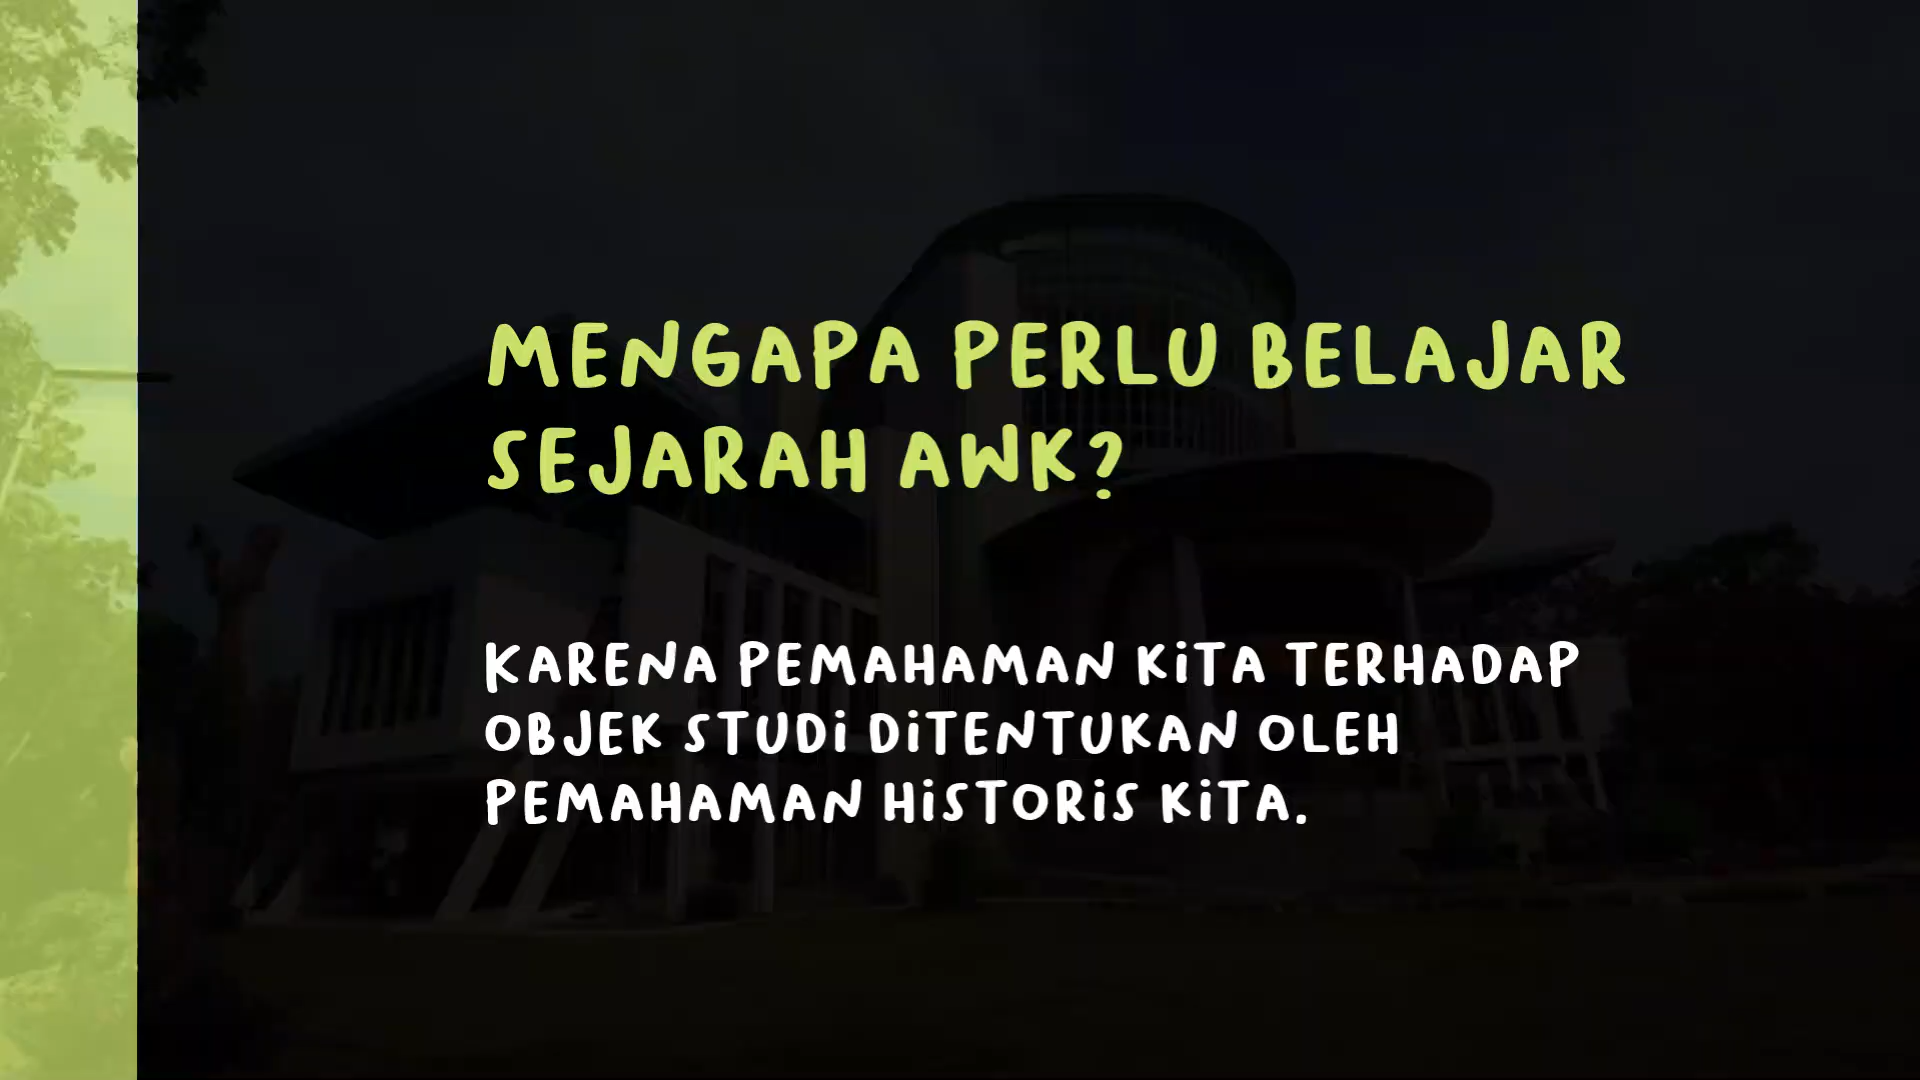 MENGAPA PERLU BELAJAR
SEJARAH AWK?
KARENA PEMAHAMAN KiTA TERHADAP
OBJEK STUDi DiTENTUKAN OLEH
PEMAHAMAN HiSTORiS KiTA.